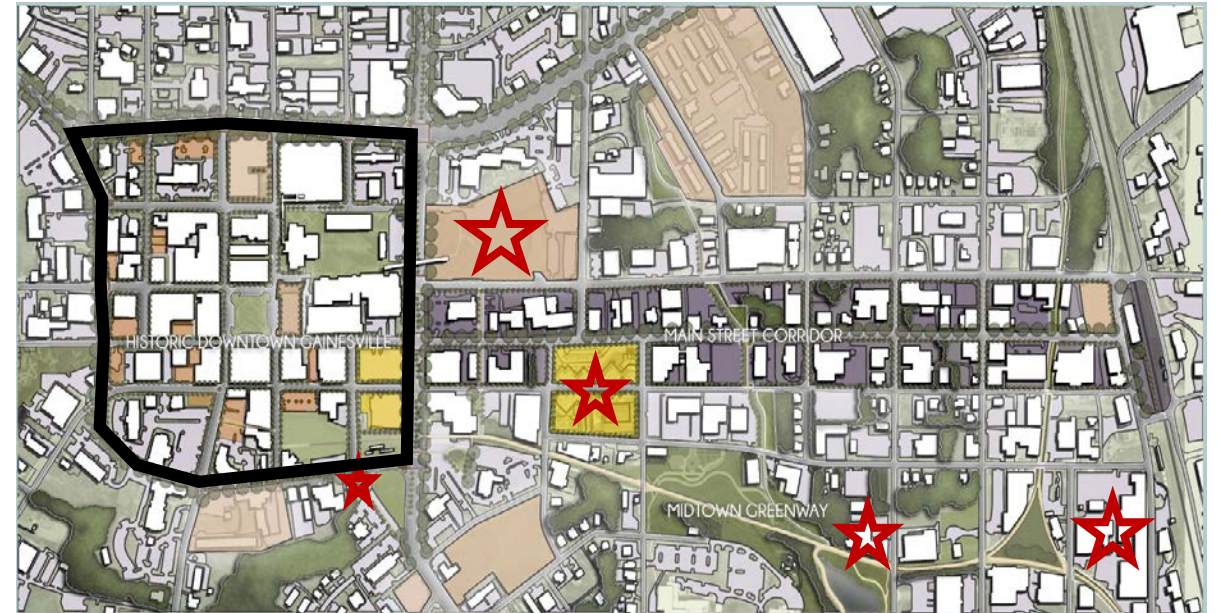 HISTORIC DOWNTOWN GAINESVILLE
MAIN STREET CORRIDOR
MIDTOWN GREENWAY